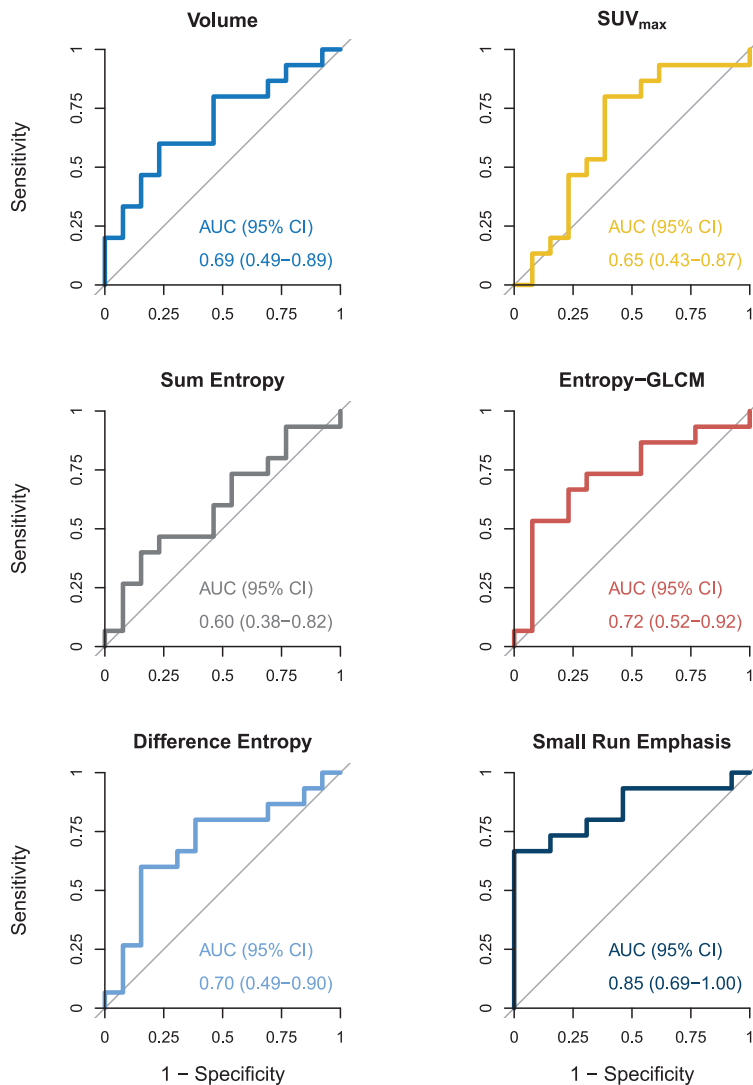 Volume
Sensitivity
1
0.75
0.5
0.25
0
AUC (95% CI)
0.69 (0.49−0.89)
0 0.25 0.5 0.75 1
SUVmax
1
0.75
0.5
0.25
0
AUC (95% CI)
0.65 (0.43−0.87)
0 0.25 0.5 0.75 1
Sum Entropy
Sensitivity
1
0.75
0.5
0.25
0
AUC (95% CI)
0.60 (0.38−0.82)
0 0.25 0.5 0.75 1
Entropy−GLCM
1
0.75
0.5
0.25
0
AUC (95% CI)
0.72 (0.52−0.92)
0 0.25 0.5 0.75 1
Difference Entropy
Sensitivity
1
0.75
0.5
0.25
0
AUC (95% CI)
0.70 (0.49−0.90)
0 0.25 0.5 0.75 1
1 − Specificity
Small Run Emphasis
1
0.75
0.5
0.25
0
AUC (95% CI)
0.85 (0.69−1.00)
0 0.25 0.5 0.75 1
1 − Specificity